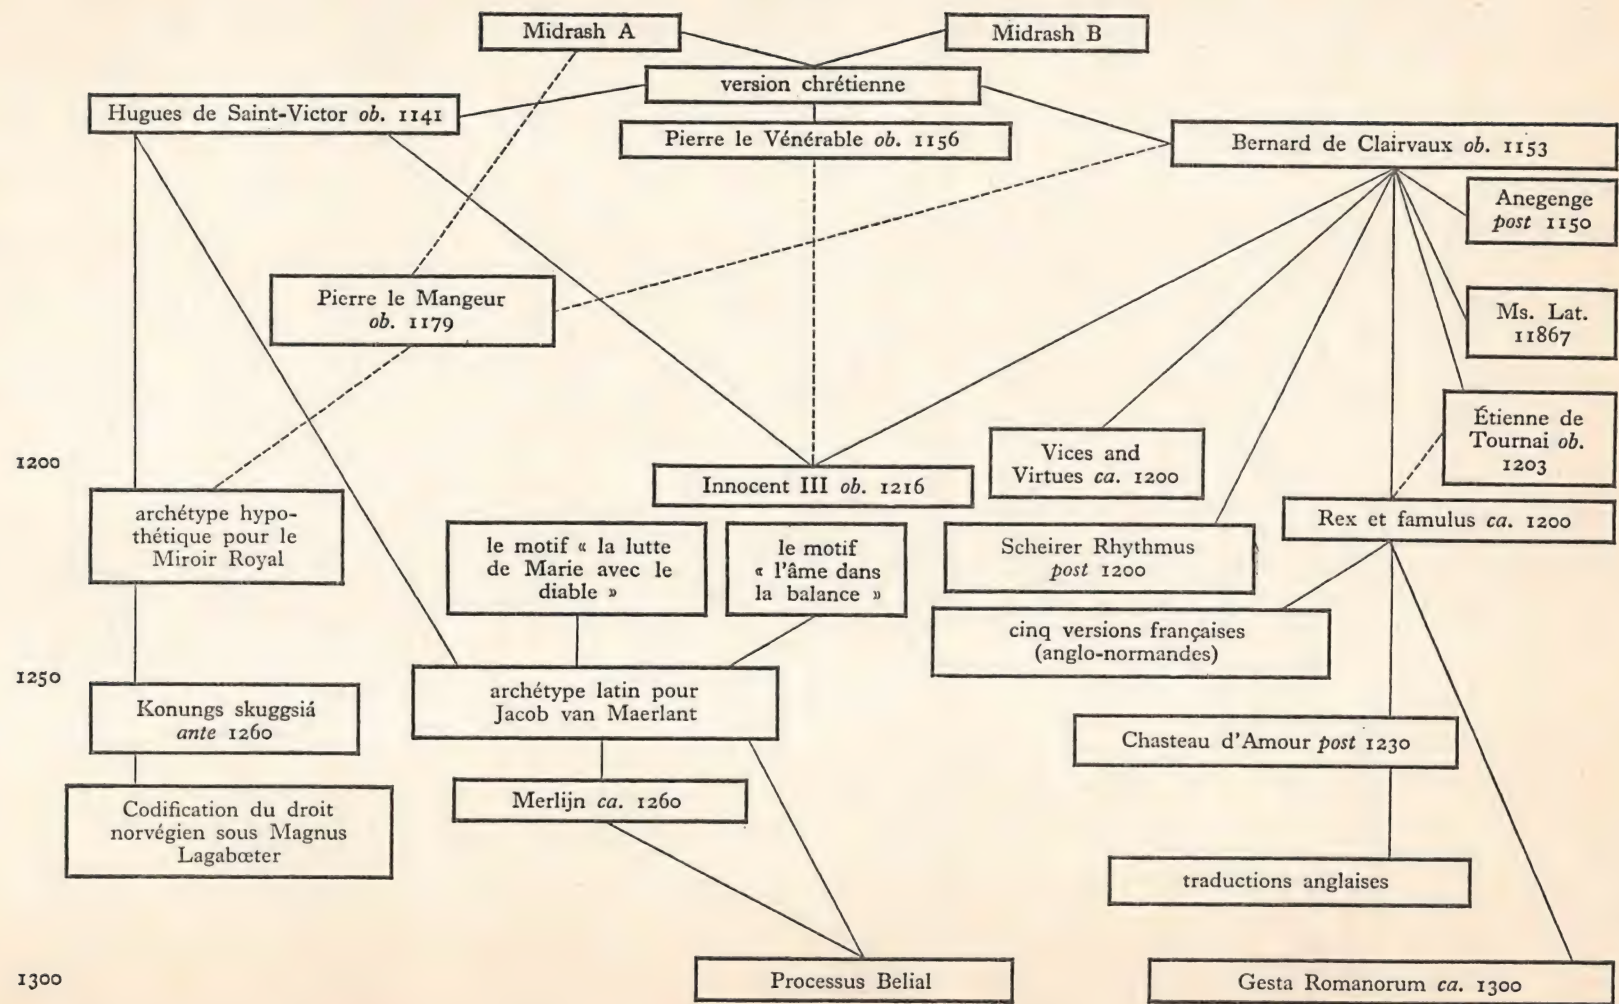 Midrash A
Midrash B
version chrétienne
Hugues de Saint-Victor ob. 1141
Pierre le Vénérable ob. 1156
Bernard de Clairvaux ob. 1153
Anegenge
post 1150
Pierre le Mangeur
ob. 1179
Ms. Lat.
11867
Étienne de
Tournai ob.
1203
Vices and
Virtues ca. 1200
1200
Innocent III ob. 1216
archétype hypo-
thétique pour le
Miroir Royal
Rex et famulus ca. 1200
le motif « la lutte
de Marie avec le
diable »
le motif
« l'âme dans
la balance »
Scheirer Rhythmus
post 1200
cinq versions françaises
(anglo-normandes)
1250
archétype latin pour
Jacob van Maerlant
Konungs skuggsiá
ante 1260
Chasteau d'Amour post 1230
Merlijn ca. 1260
Codification du droit
norvégien sous Magnus
Lagabœter
traductions anglaises
1300
Processus Belial
Gesta Romanorum ca. 1300